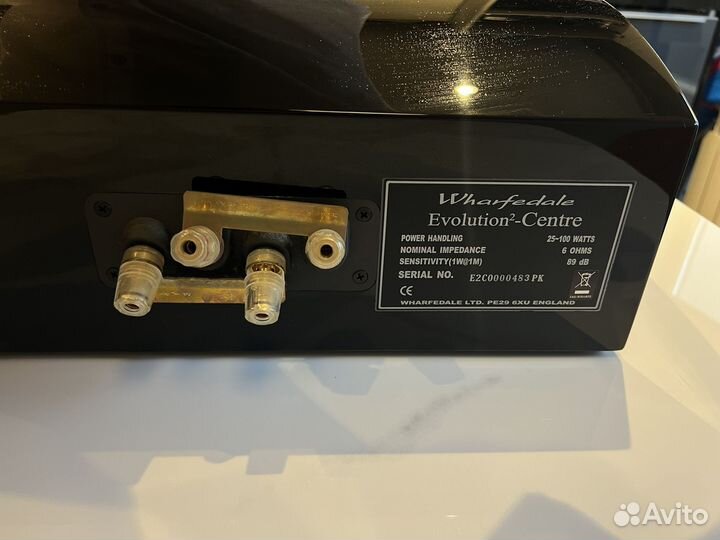 Wharfedale
Evolution²-Centre
POWER HANDLING 25~100 WATTS
NOMINAL IMPEDANCE 6 OHMS
SENSITIVITY(1W@1M) 89 dB
SERIAL NO. E2C0000483PK
CE
WHARFEDALE LTD. PE29 6XU ENGLAND
Avito